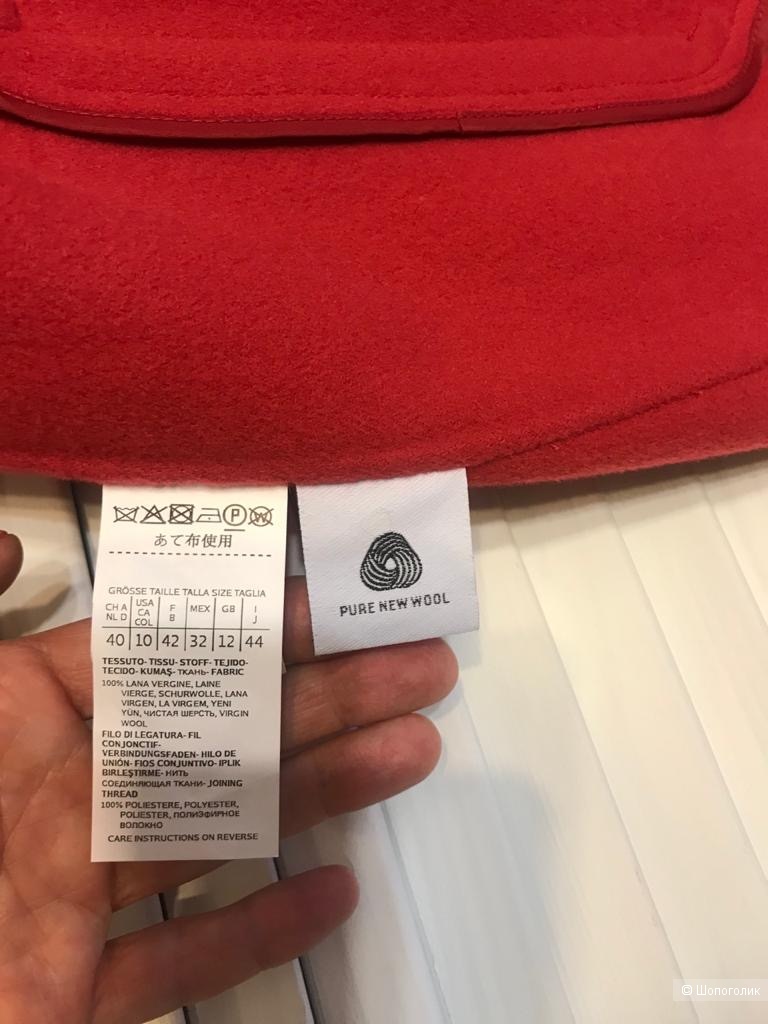 P W
あて布使用
GRÖSSE TAILLE TALLA SIZE TAGLIA
CH A NL D USA CA COL F B MEX GB I J
40 10 42 32 12 44
TESSUTO- TISSU- STOFF- TEJIDO-
TECIDO- KUMAŞ- ТКАНЬ- FABRIC
100% LANA VERGINE, LAINE
VIERGE, SCHURWOLLE, LANA
VIRGEN, LA VIRGEM, YENI
YÜN, ЧИСТАЯ ШЕРСТЬ, VIRGIN
WOOL
FILO DI LEGATURA- FIL
CONJONCTIF-
VERBINDUNGSFADEN- HILO DE
UNIÓN- FIOS CONJUNTIVO- IPLIK
BIRLEŞTIRME- НИТЬ
СОЕДИНЯЮЩАЯ ТКАНИ- JOINING
THREAD
100% POLIESTERE, POLYESTER,
POLIESTER, ПОЛИЭФИРНОЕ
ВОЛОКНО
CARE INSTRUCTIONS ON REVERSE
PURE NEW WOOL
© Шопоголик